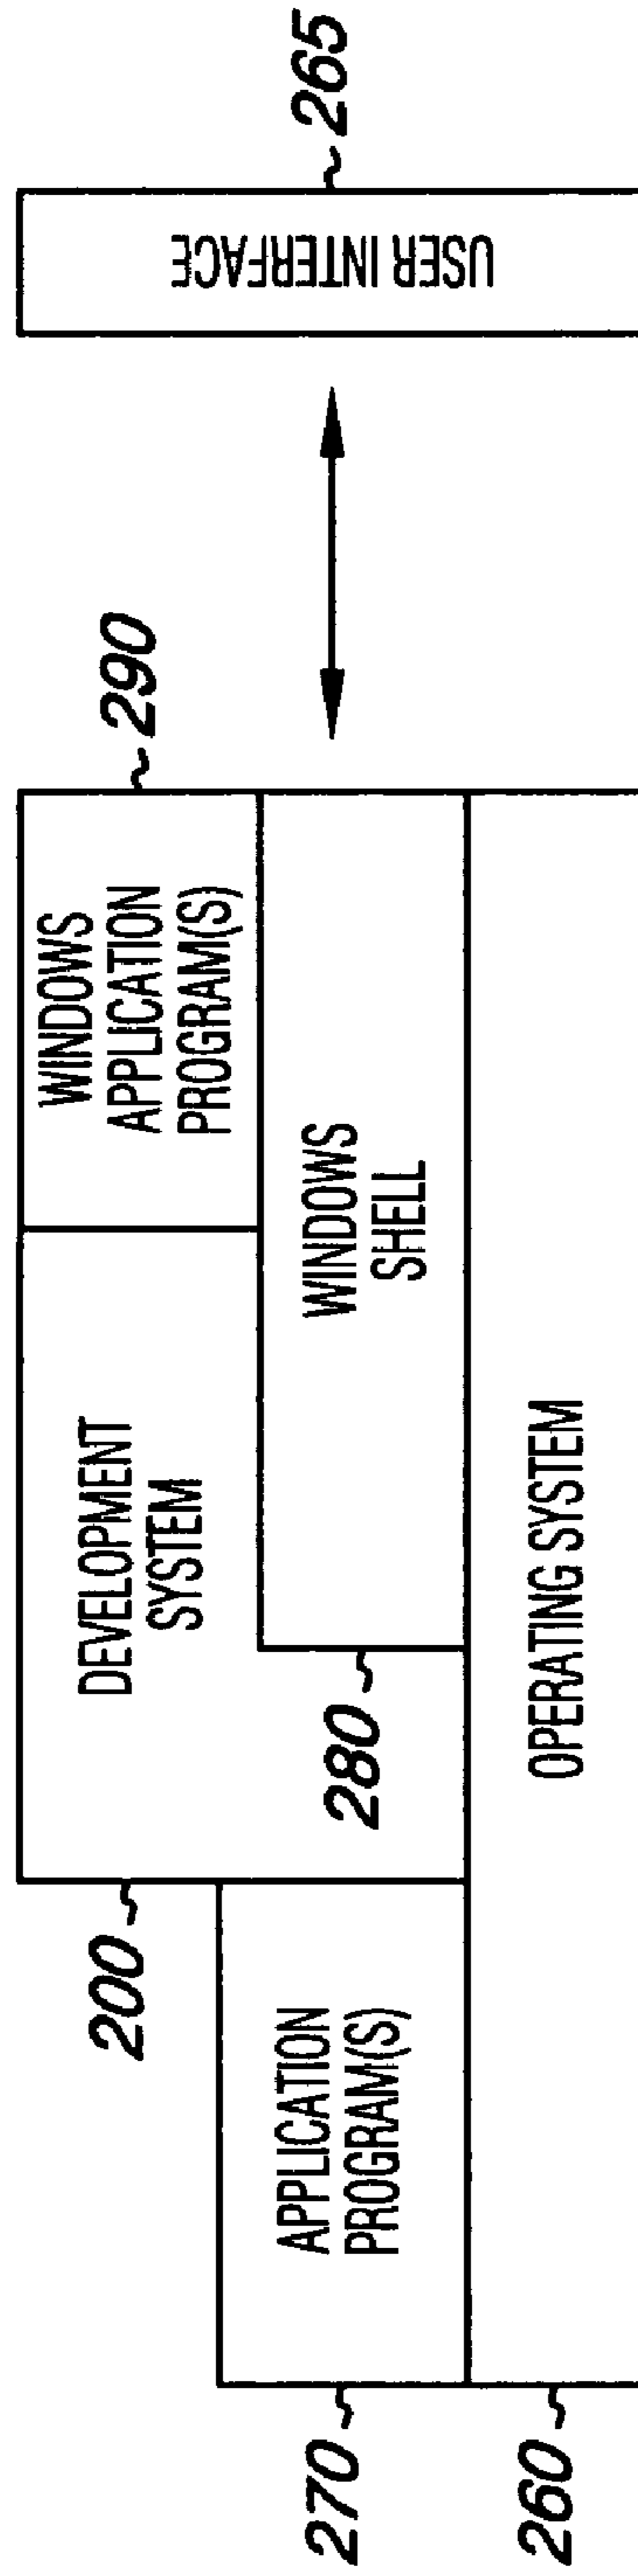 200
DEVELOPMENT
SYSTEM
WINDOWS
APPLICATION
PROGRAM(S)
290
270
APPLICATION
PROGRAM(S)
280
WINDOWS
SHELL
USER INTERFACE
265
260
OPERATING SYSTEM